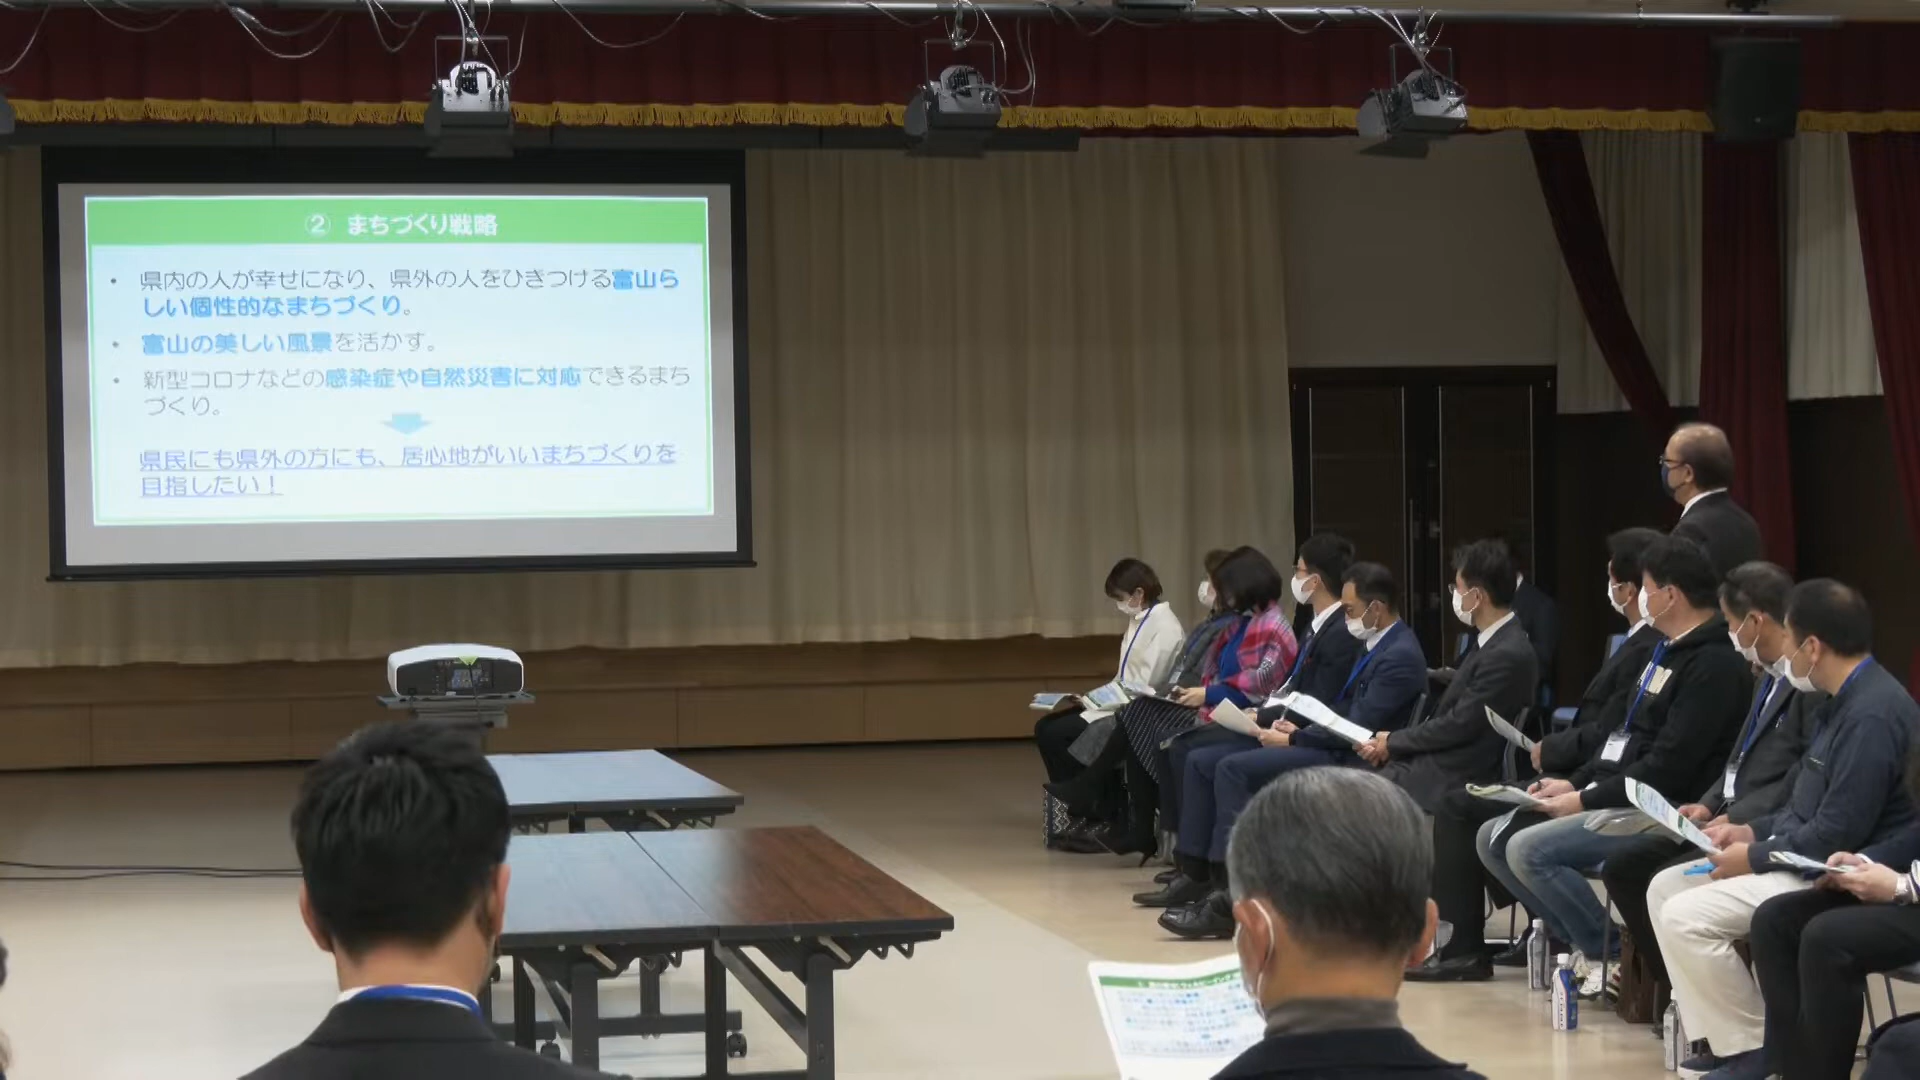 ② まちづくり戦略
・ 県内の人が幸せになり、県外の人をひきつける富山ら
しい個性的なまちづくり。
・ 富山の美しい風景を活かす。
・ 新型コロナなどの感染症や自然災害に対応できるまち
づくり。
県民にも県外の方にも、居心地がいいまちづくりを
目指したい！